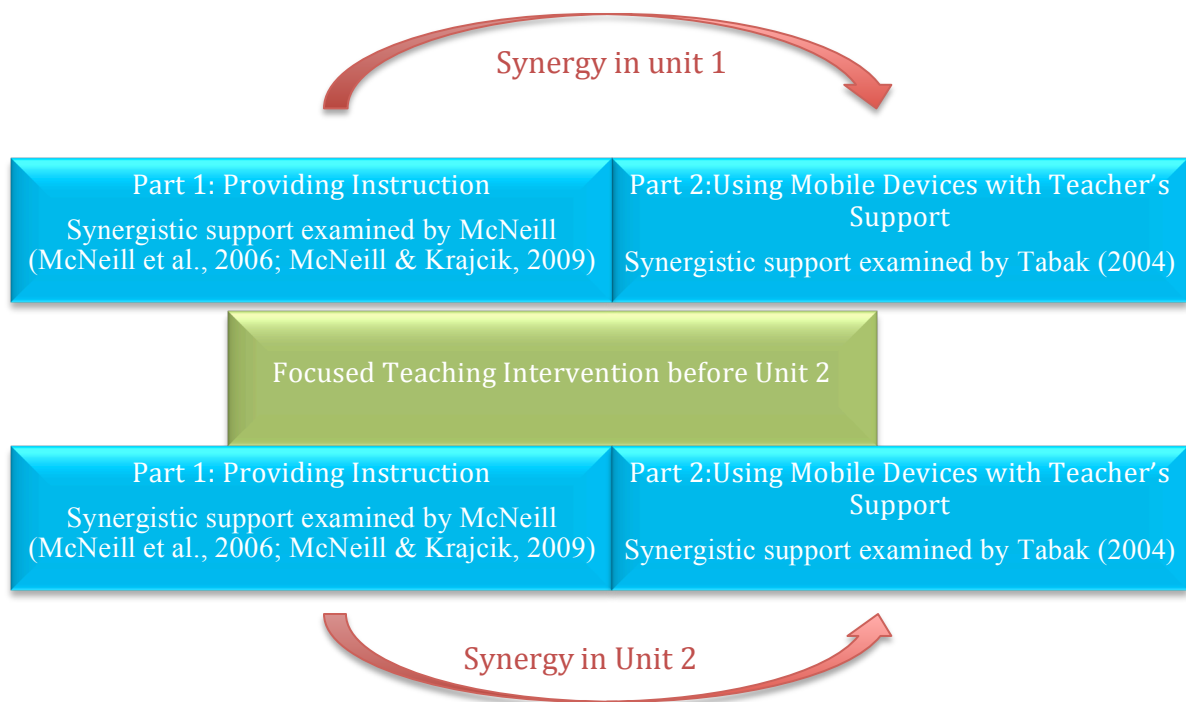 Synergy in unit 1
Part 1: Providing Instruction
Synergistic support examined by McNeill
(McNeill et al., 2006; McNeill & Krajcik, 2009)
Part 2:Using Mobile Devices with Teacher's
Support
Synergistic support examined by Tabak (2004)
Focused Teaching Intervention before Unit 2
Part 1: Providing Instruction
Synergistic support examined by McNeill
(McNeill et al., 2006; McNeill & Krajcik, 2009)
Part 2:Using Mobile Devices with Teacher's
Support
Synergistic support examined by Tabak (2004)
Synergy in Unit 2